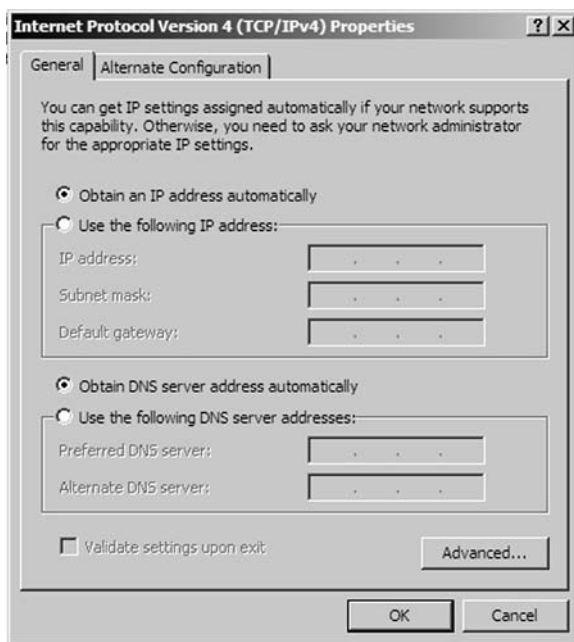 Internet Protocol Version 4 (TCP/IPv4) Properties
General
Alternate Configuration
You can get IP settings assigned automatically if your network supports
this capability. Otherwise, you need to ask your network administrator
for the appropriate IP settings.
Obtain an IP address automatically
Use the following IP address:
IP address:
Subnet mask:
Default gateway:
Obtain DNS server address automatically
Use the following DNS server addresses:
Preferred DNS server:
Alternate DNS server:
Validate settings upon exit
Advanced...
OK
Cancel